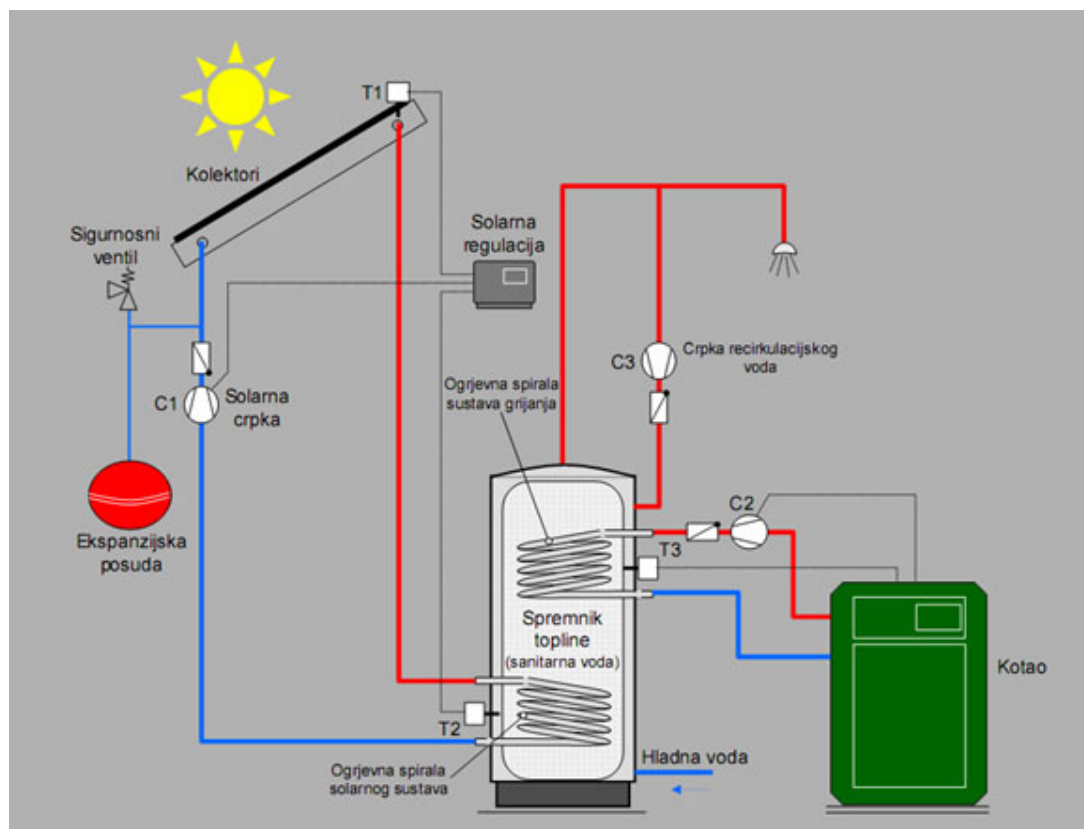 T1
Kolektori
Sigurnosni
ventil
Solarna
regulacija
C1
Solarna
crpka
Ekspanzijska
posuda
C3
Crpka recirkulacijskog
voda
Ogrjevna spirala
sustava grijanja
C2
T3
Spremnik
topline
(sanitarna voda)
Kotao
T2
Hladna voda
Ogrjevna spirala
solarnog sustava